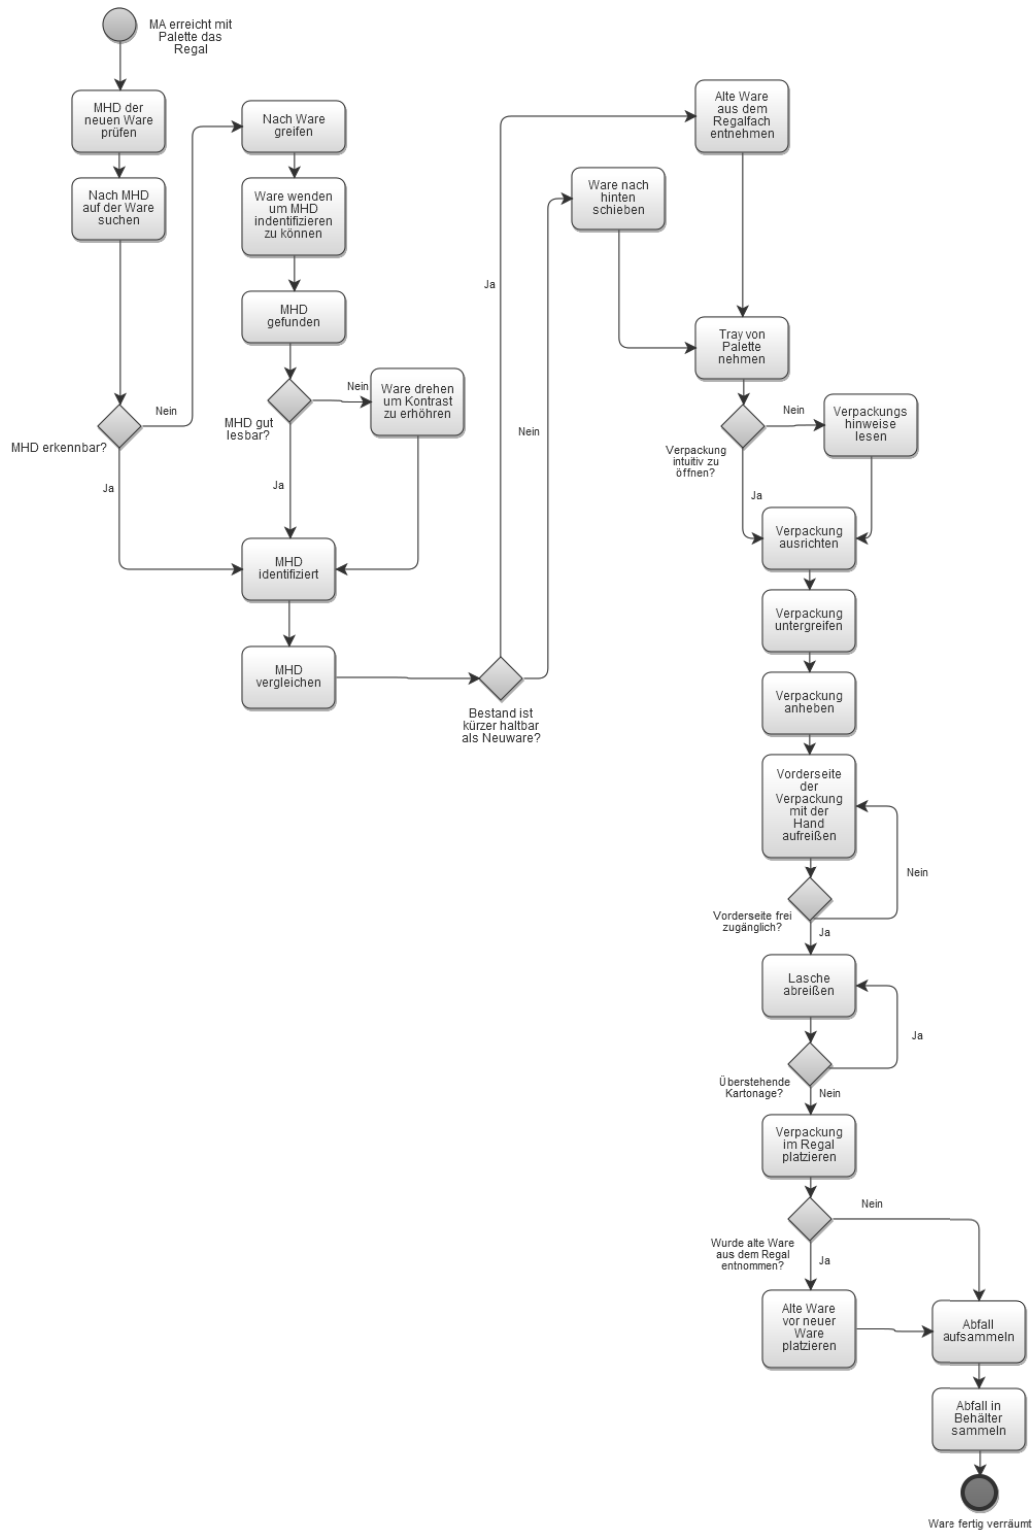 MA erreicht mit
Palette das
Regal
MHD der
neuen Ware
prüfen
Nach MHD
auf der Ware
suchen
MHD erkennbar?
Nein
Ja
Nach Ware
greifen
Ware wenden
um MHD
indentifizieren
zu können
MHD
gefunden
MHD gut
lesbar?
Nein
Ja
Ware drehen
um Kontrast
zu erhöhren
MHD
identifiziert
MHD
vergleichen
Bestand ist
kürzer haltbar
als Neuware?
Ja
Nein
Alte Ware
aus dem
Regalfach
entnehmen
Ware nach
hinten
schieben
Tray von
Palette
nehmen
Verpackung
intuitiv zu
öffnen?
Nein
Ja
Verpackungs
hinweise
lesen
Verpackung
ausrichten
Verpackung
untergreifen
Verpackung
anheben
Vorderseite
der
Verpackung
mit der
Hand
aufreißen
Nein
Vorderseite frei
zugänglich?
Ja
Lasche
abreißen
Ja
Überstehende
Kartonage?
Nein
Verpackung
im Regal
platzieren
Nein
Wurde alte Ware
aus dem Regal
entnommen?
Ja
Alte Ware
vor neuer
Ware
platzieren
Abfall
aufsammeln
Abfall in
Behälter
sammeln
Ware fertig verräumt